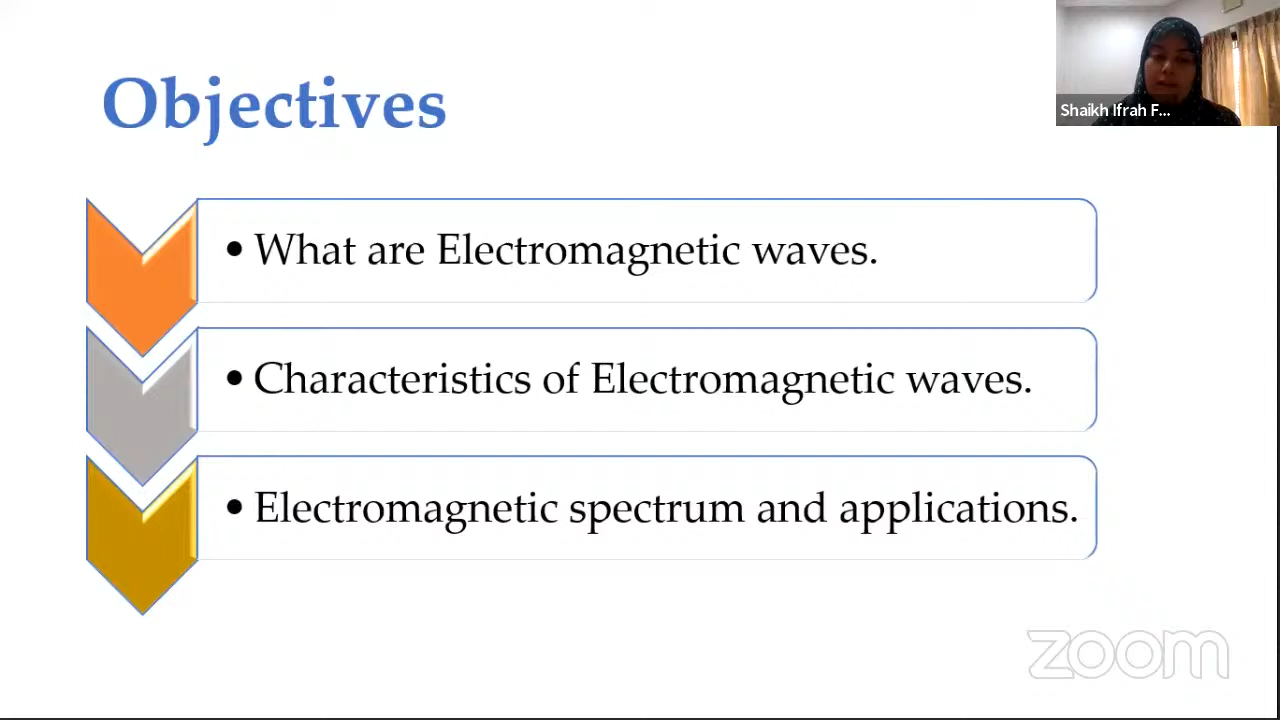 Objectives
Shaikh Ifrah F...
• What are Electromagnetic waves.
• Characteristics of Electromagnetic waves.
• Electromagnetic spectrum and applications.
zoom